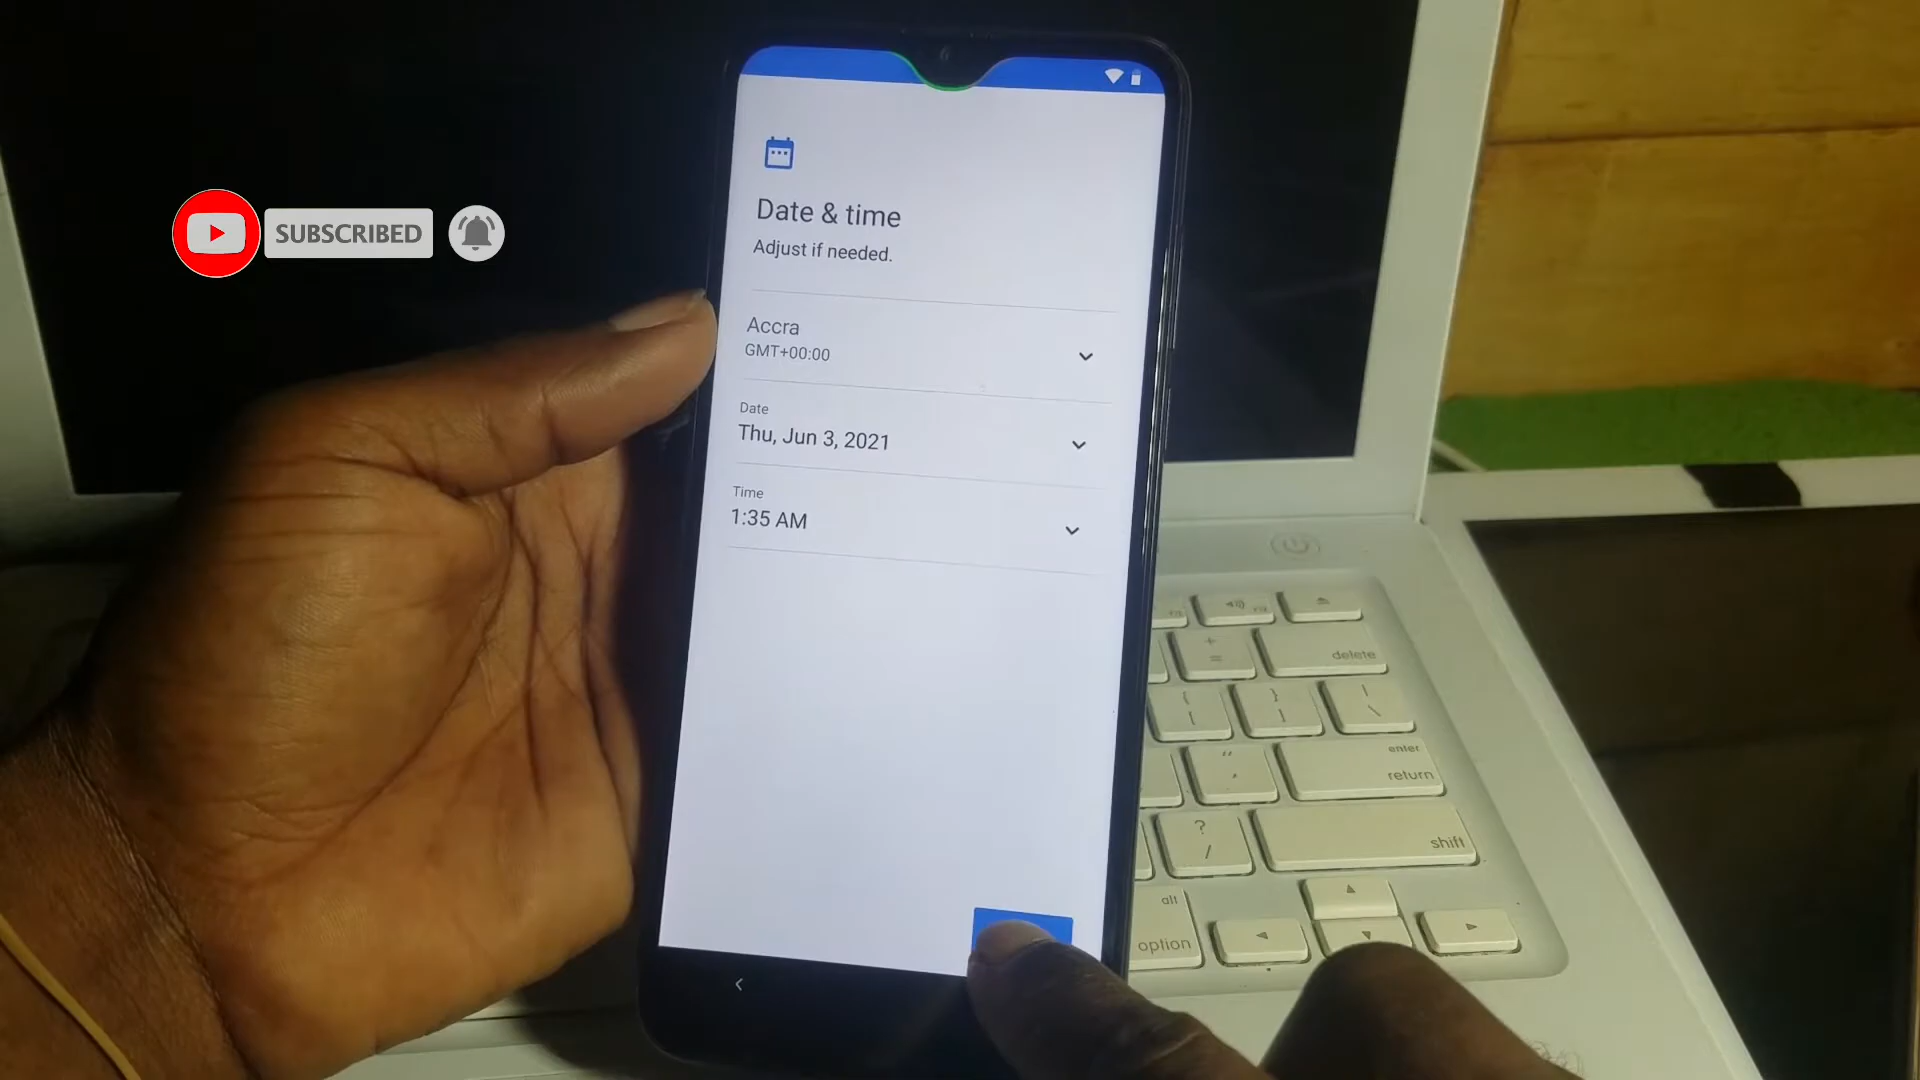 SUBSCRIBED
Date & time
Adjust if needed.
Accra
GMT+00:00
Date
Thu, Jun 3, 2021
Time
1:35 AM
+
=
delete
{
[
}
]
|
\
"
'
enter
return
?
/
shift
alt
option